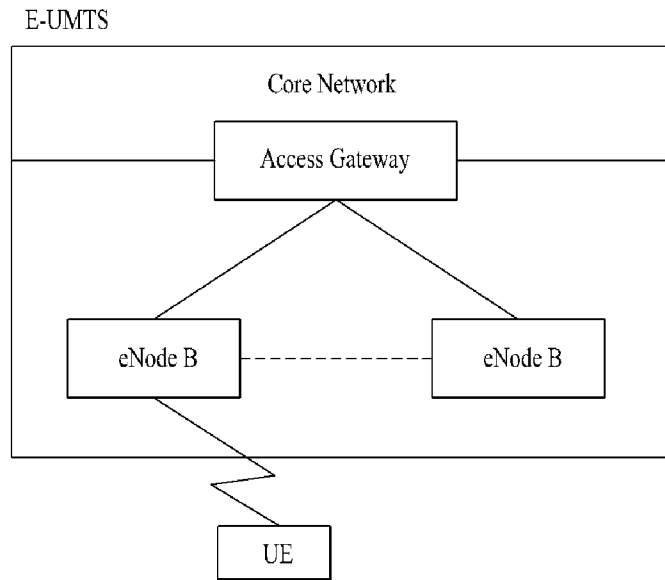 E-UMTS
Core Network
Access Gateway
eNode B
eNode B
UE